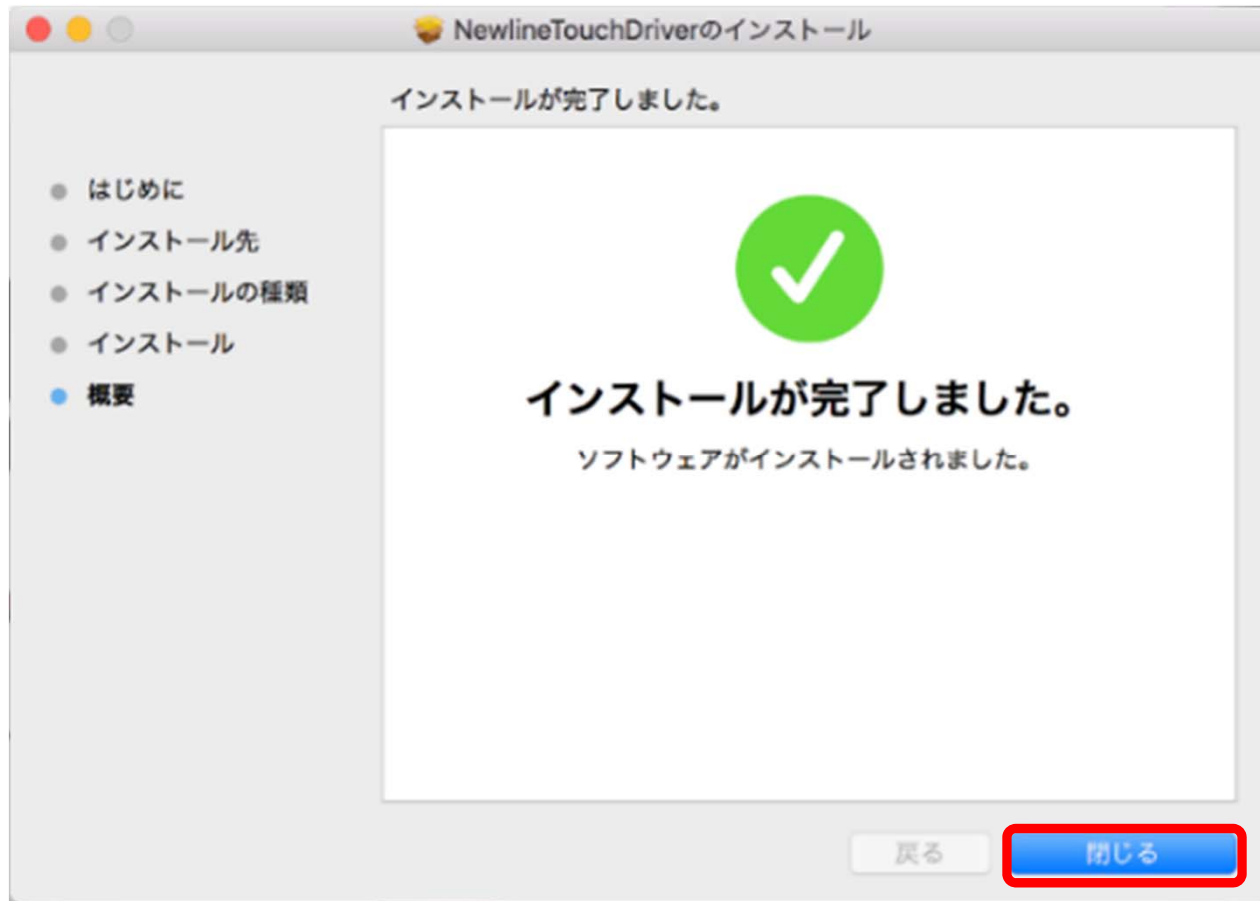 NewlineTouchDriverのインストール
インストールが完了しました。
はじめに
インストール先
インストールの種類
インストール
概要
インストールが完了しました。
ソフトウェアがインストールされました。
戻る
閉じる